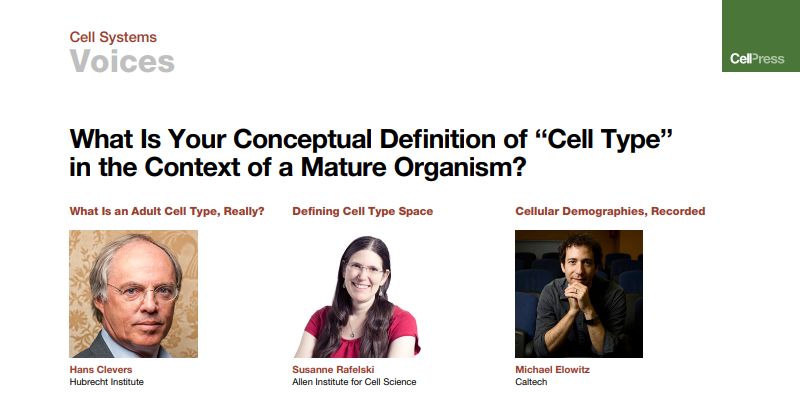 Cell Systems
Voices
CellPress
What Is Your Conceptual Definition of “Cell Type”
in the Context of a Mature Organism?
What Is an Adult Cell Type, Really?
Defining Cell Type Space
Cellular Demographies, Recorded
Hans Clevers
Hubrecht Institute
Susanne Rafelski
Allen Institute for Cell Science
Michael Elowitz
Caltech